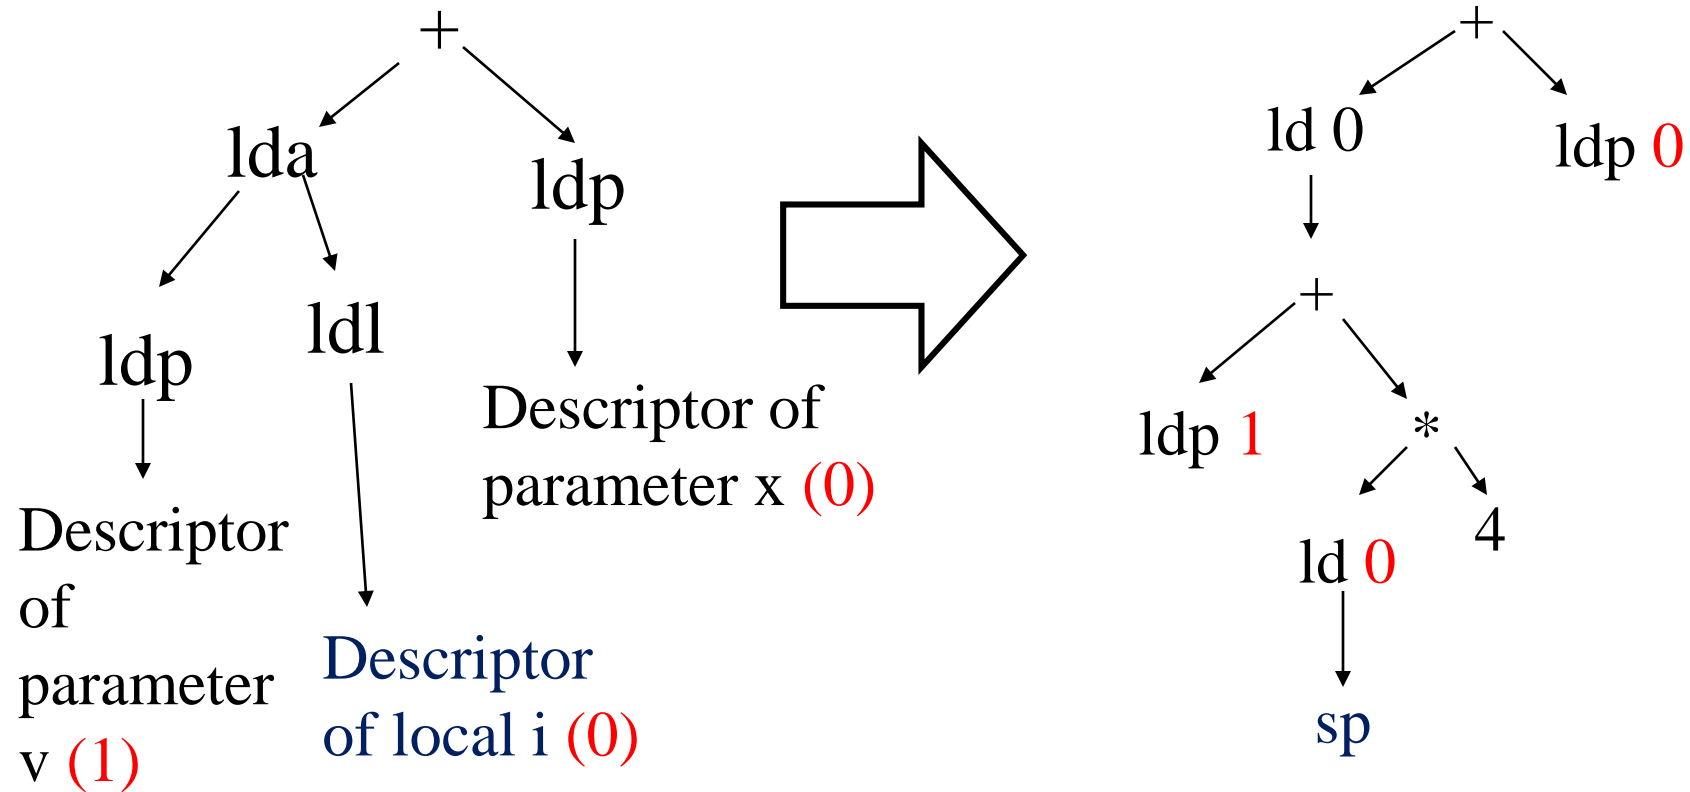 +
lda
ldp
ldp
ldl
Descriptor of
parameter x (0)
Descriptor
of
parameter
v (1)
Descriptor
of local i (0)
+
ld 0
ldp 0
+
ldp 1
*
ld 0
4
sp